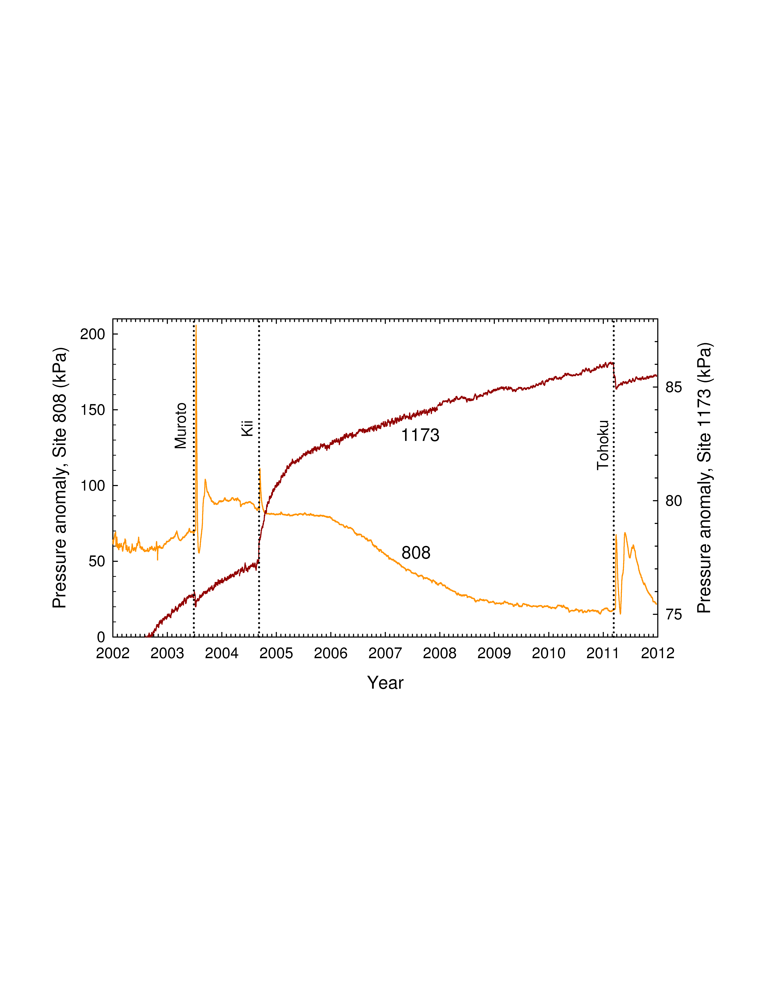 Pressure anomaly, Site 808 (kPa)
200
150
100
50
0
Muroto
Kii
Tohoku
1173
808
85
80
75
Pressure anomaly, Site 1173 (kPa)
2002 2003 2004 2005 2006 2007 2008 2009 2010 2011 2012
Year